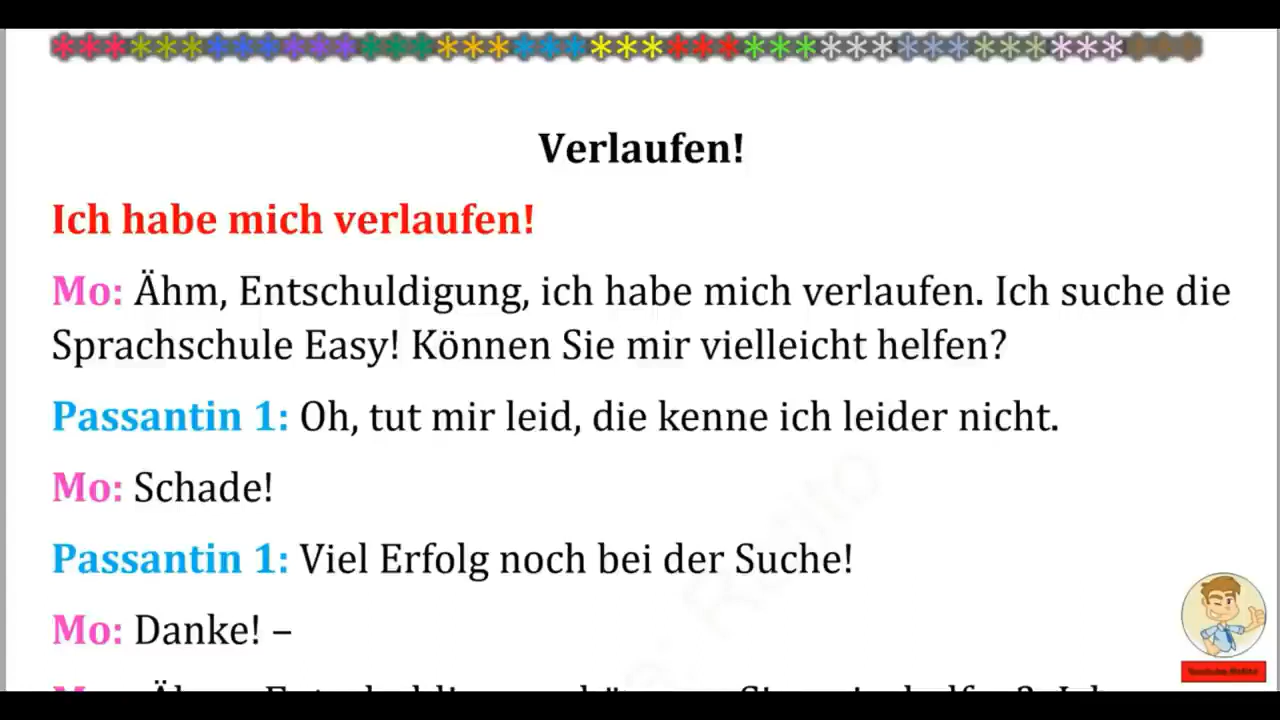 Verlaufen!
Ich habe mich verlaufen!
Mo: Ähm, Entschuldigung, ich habe mich verlaufen. Ich suche die
Sprachschule Easy! Können Sie mir vielleicht helfen?
Passantin 1: Oh, tut mir leid, die kenne ich leider nicht.
Mo: Schade!
Passantin 1: Viel Erfolg noch bei der Suche!
Mo: Danke! –